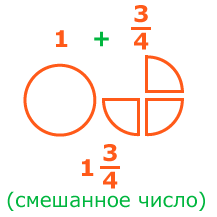 1 + 3/4
1 3/4
(смешанное число)